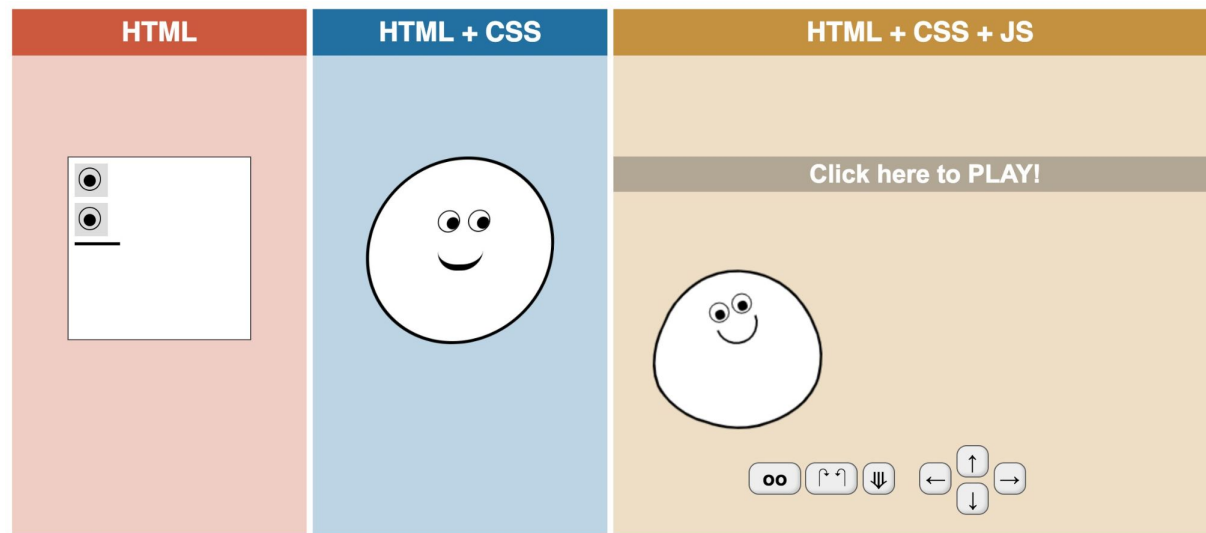 HTML
HTML + CSS
HTML + CSS + JS
Click here to PLAY!
oo
↑
← ↓ →